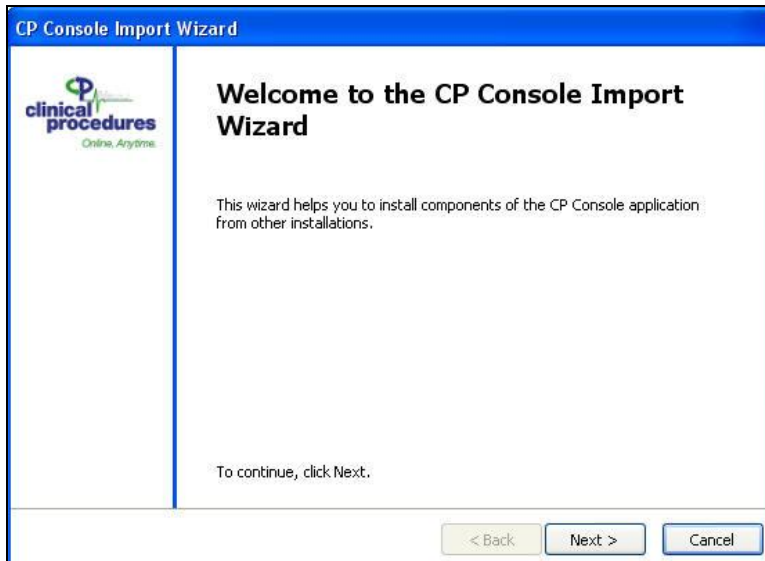 CP Console Import Wizard
CP
clinical
procedures
Online, Anytime.
Welcome to the CP Console Import
Wizard
This wizard helps you to install components of the CP Console application
from other installations.
To continue, click Next.
< Back Next > Cancel